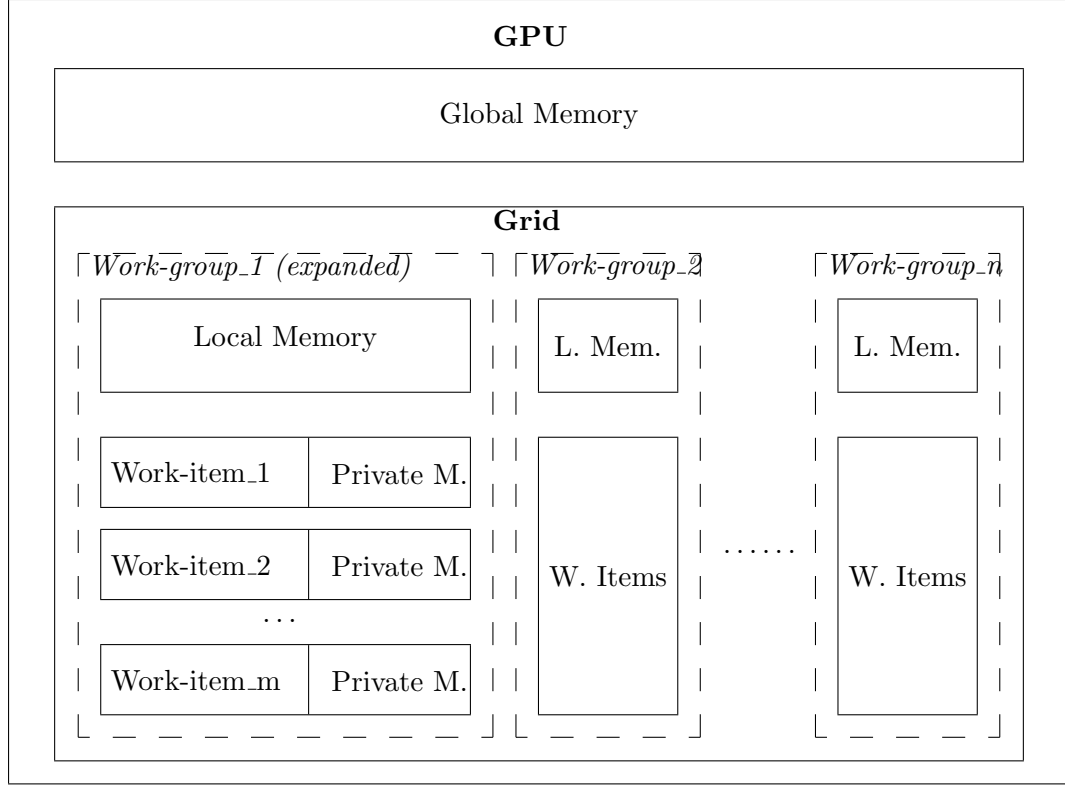 GPU
Global Memory
Grid
Work-group_1 (expanded)
Work-group_2
Work-group_n
Local Memory
L. Mem.
L. Mem.
Work-item_1
Private M.
Work-item_2
Private M.
......
W. Items
W. Items
...
Work-item_m
Private M.